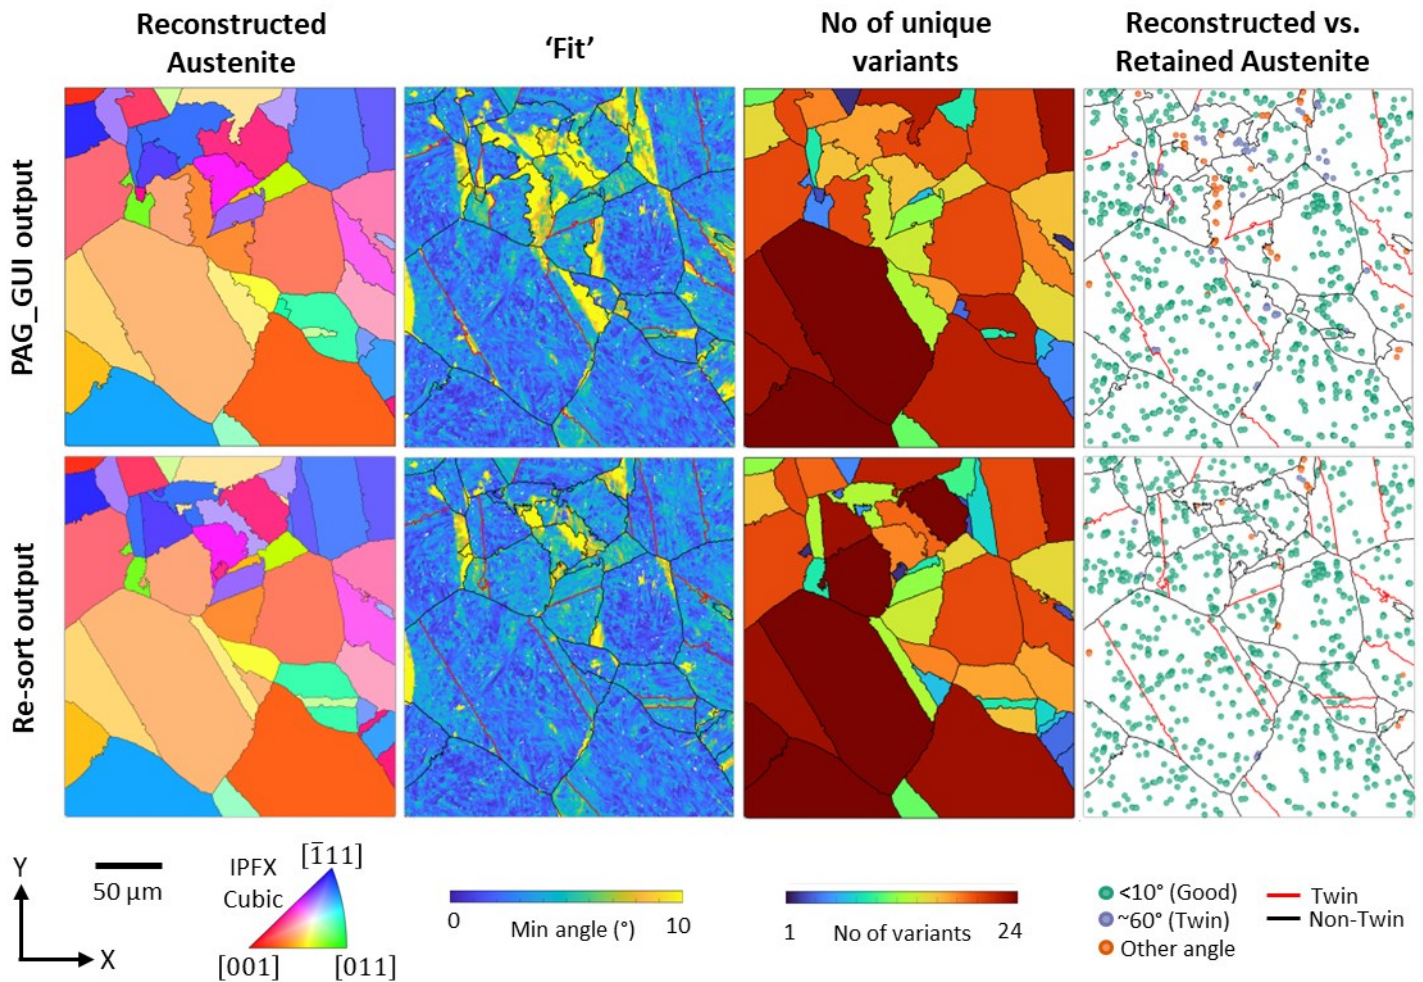 Reconstructed
Austenite
‘Fit’
No of unique
variants
Reconstructed vs.
Retained Austenite
PAG_GUI output
Re-sort output
Y
X
50 µm
IPFX
Cubic
[1̅11]
[001]
[011]
0
Min angle (°)
10
1
No of variants
24
<10° (Good)
~60° (Twin)
Other angle
Twin
Non-Twin